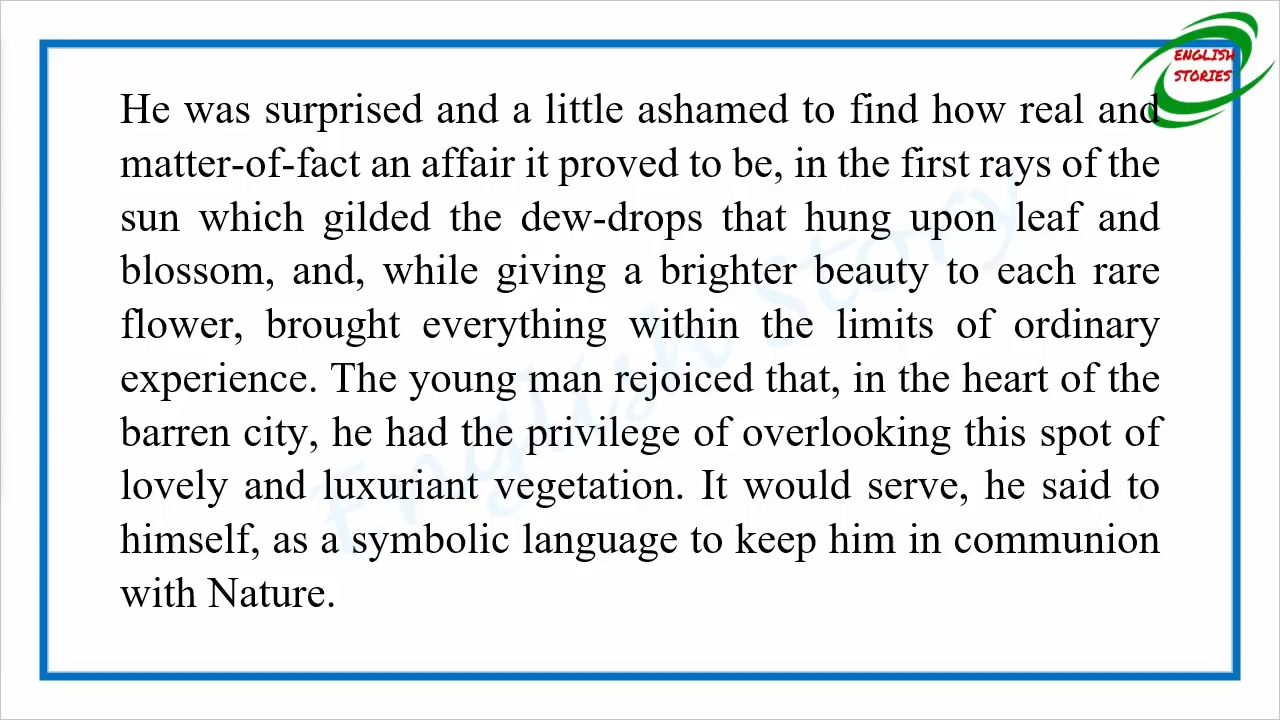 ENGLISH
STORIES
He was surprised and a little ashamed to find how real and
matter-of-fact an affair it proved to be, in the first rays of the
sun which gilded the dew-drops that hung upon leaf and
blossom, and, while giving a brighter beauty to each rare
flower, brought everything within the limits of ordinary
experience. The young man rejoiced that, in the heart of the
barren city, he had the privilege of overlooking this spot of
lovely and luxuriant vegetation. It would serve, he said to
himself, as a symbolic language to keep him in communion
with Nature.
English Story